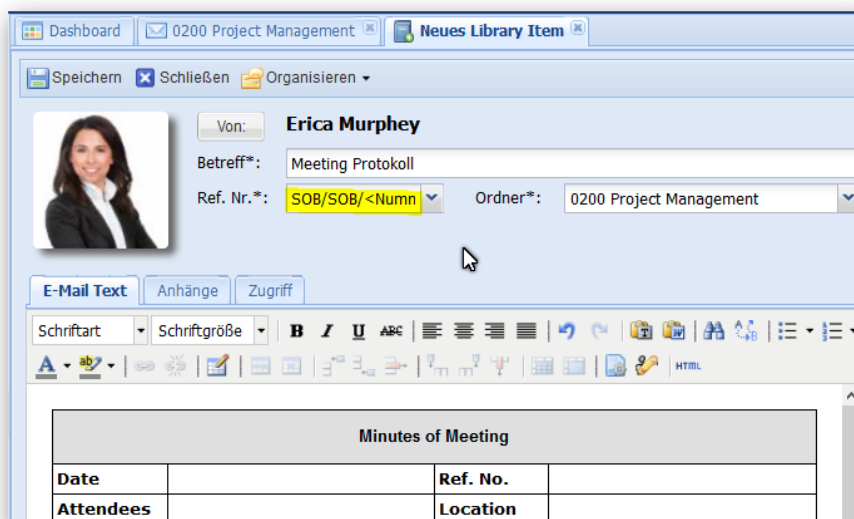 Dashboard 0200 Project Management Neues Library Item
Speichern Schließen Organisieren
Von: Erica Murphey
Betreff*: Meeting Protokoll
Ref. Nr.*: SOB/SOB/<Numn Ordner*: 0200 Project Management
E-Mail Text Anhänge Zugriff
Schriftart Schriftgröße B I U ABC
A ab HTML
Minutes of Meeting
Date Ref. No.
Attendees Location